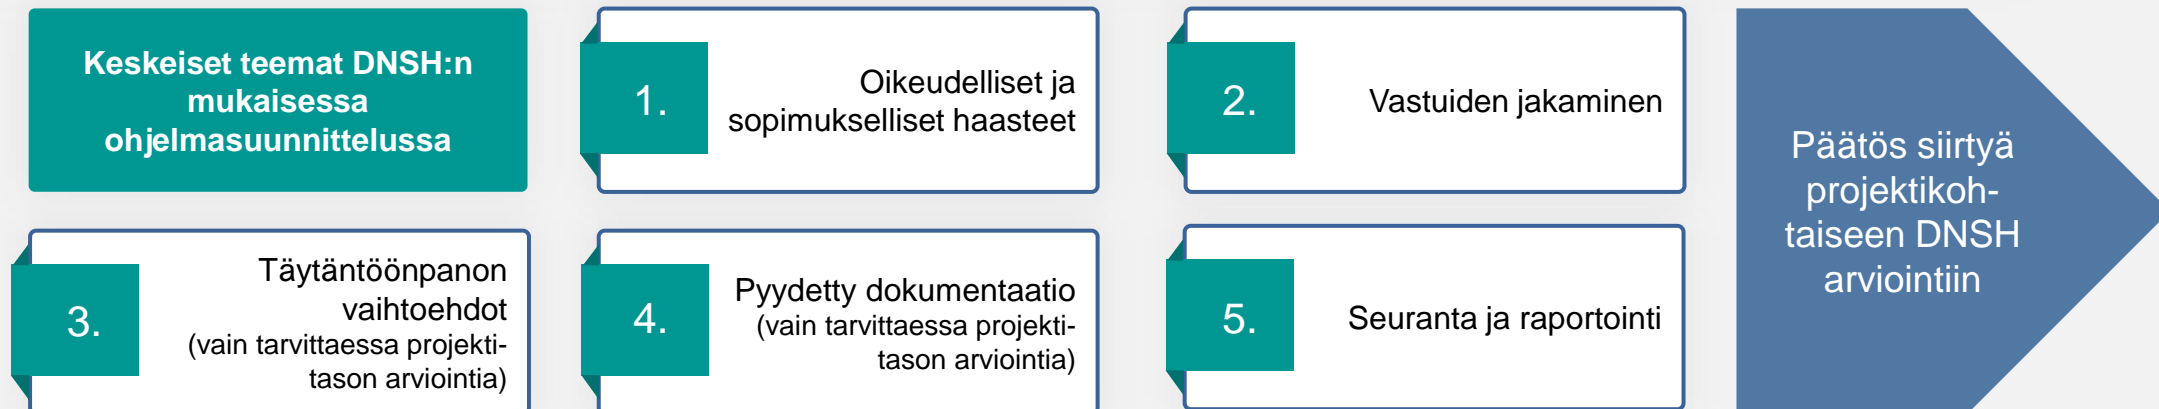 Keskeiset teemat DNSH:n
mukaisessa
ohjelmasuunnittelussa
1.
Oikeudelliset ja
sopimukselliset haasteet
2.
Vastuiden jakaminen
3.
Täytäntöönpanon
vaihtoehdot
(vain tarvittaessa projekti-
tason arviointia)
4.
Pyydetty dokumentaatio
(vain tarvittaessa projekti-
tason arviointia)
5.
Seuranta ja raportointi
Päätös siirtyä
projektikoh-
taiseen DNSH
arviointiin